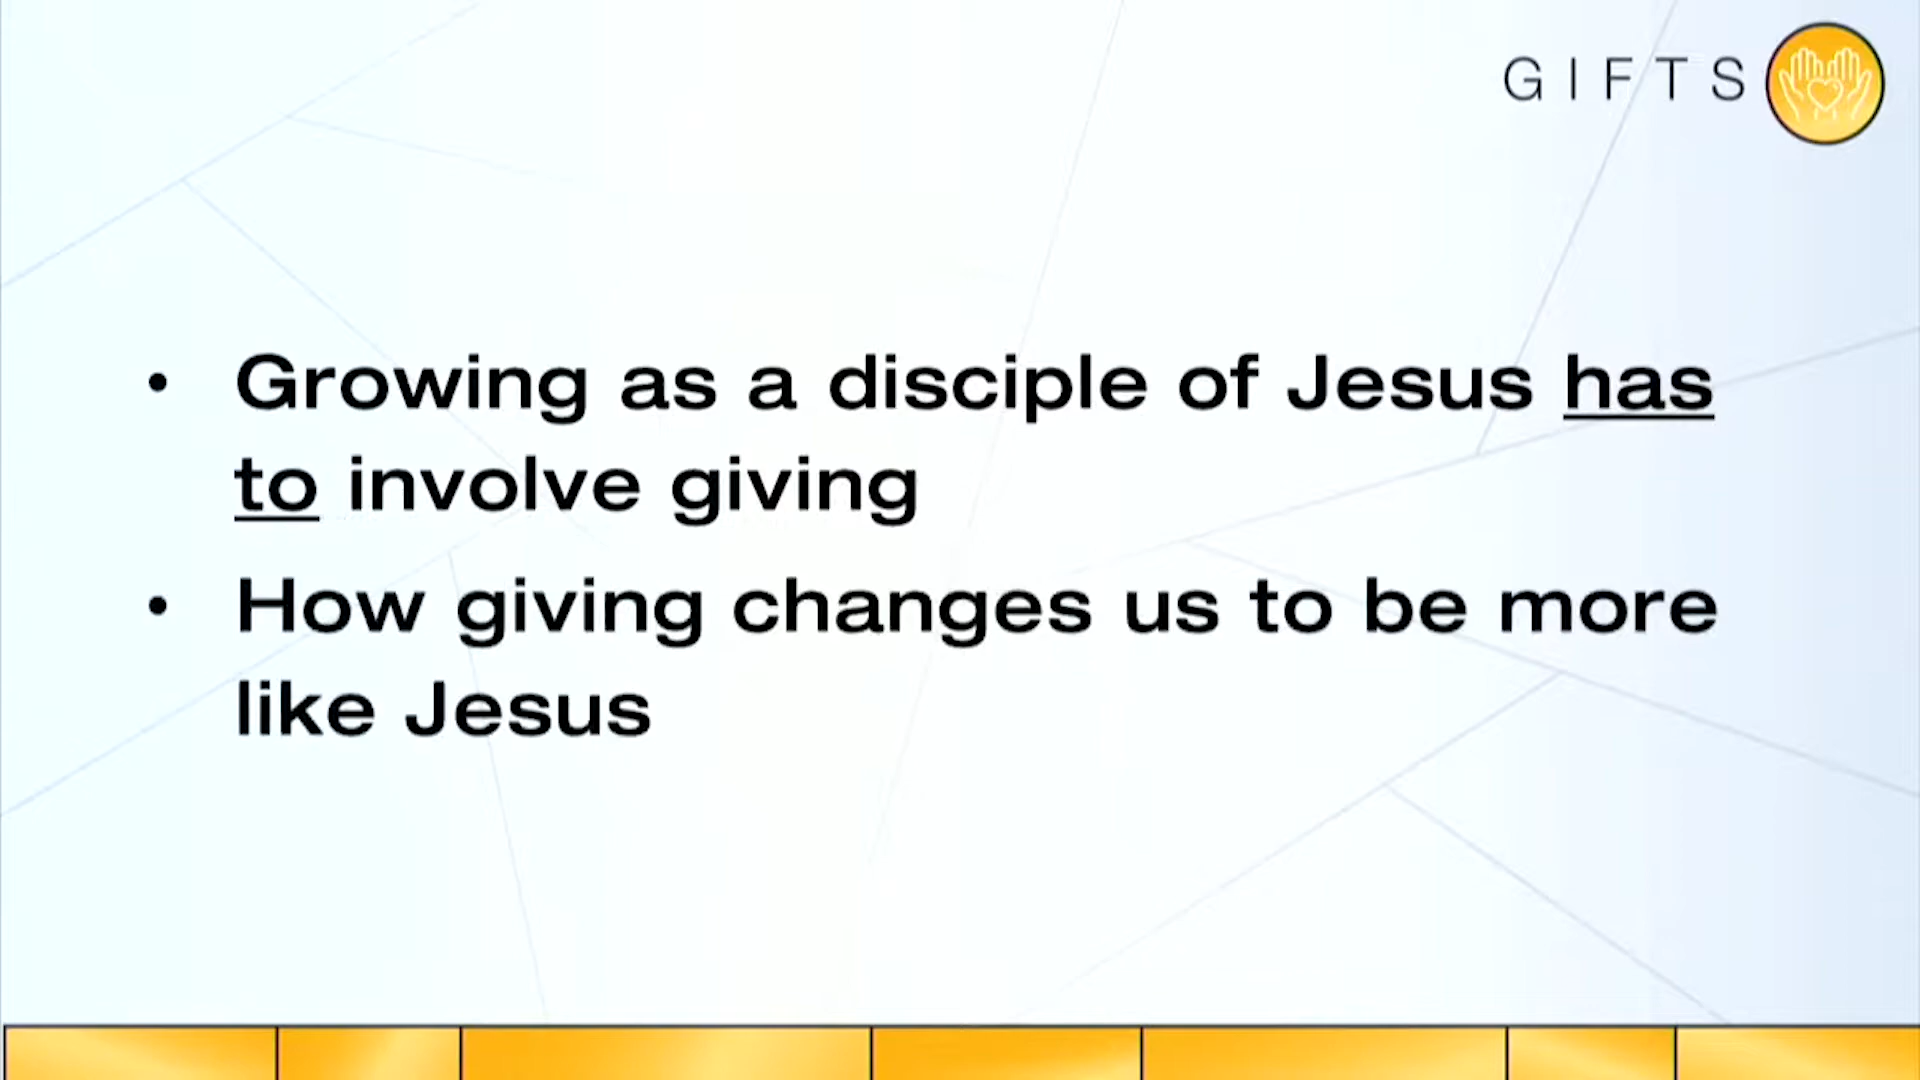 GIFTS
• Growing as a disciple of Jesus has
to involve giving
• How giving changes us to be more
like Jesus